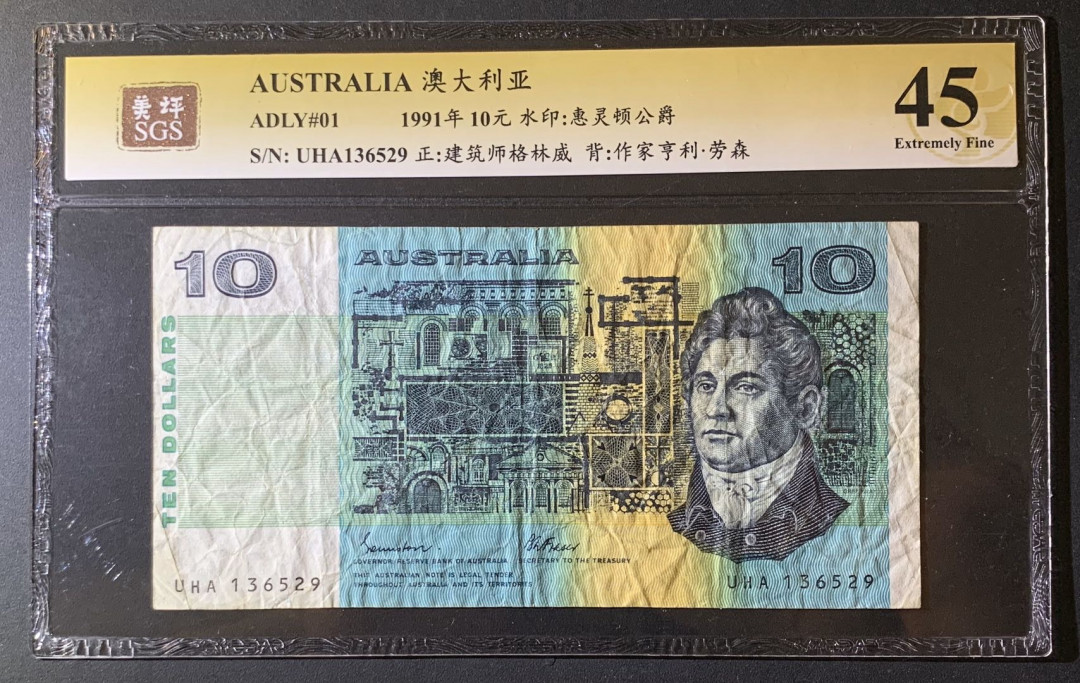 美评
SGS
AUSTRALIA 澳大利亚
ADLY#01 1991年 10元 水印:惠灵顿公爵
S/N: UHA136529 正:建筑师格林威 背:作家亨利·劳森
45
Extremely Fine
10 AUSTRALIA 10
TEN DOLLARS
GOVERNOR RESERVE BANK OF AUSTRALIA SECRETARY TO THE TREASURY
THIS AUSTRALIAN NOTE IS LEGAL TENDER
THROUGHOUT AUSTRALIA AND ITS TERRITORIES
UHA 136529 UHA 136529